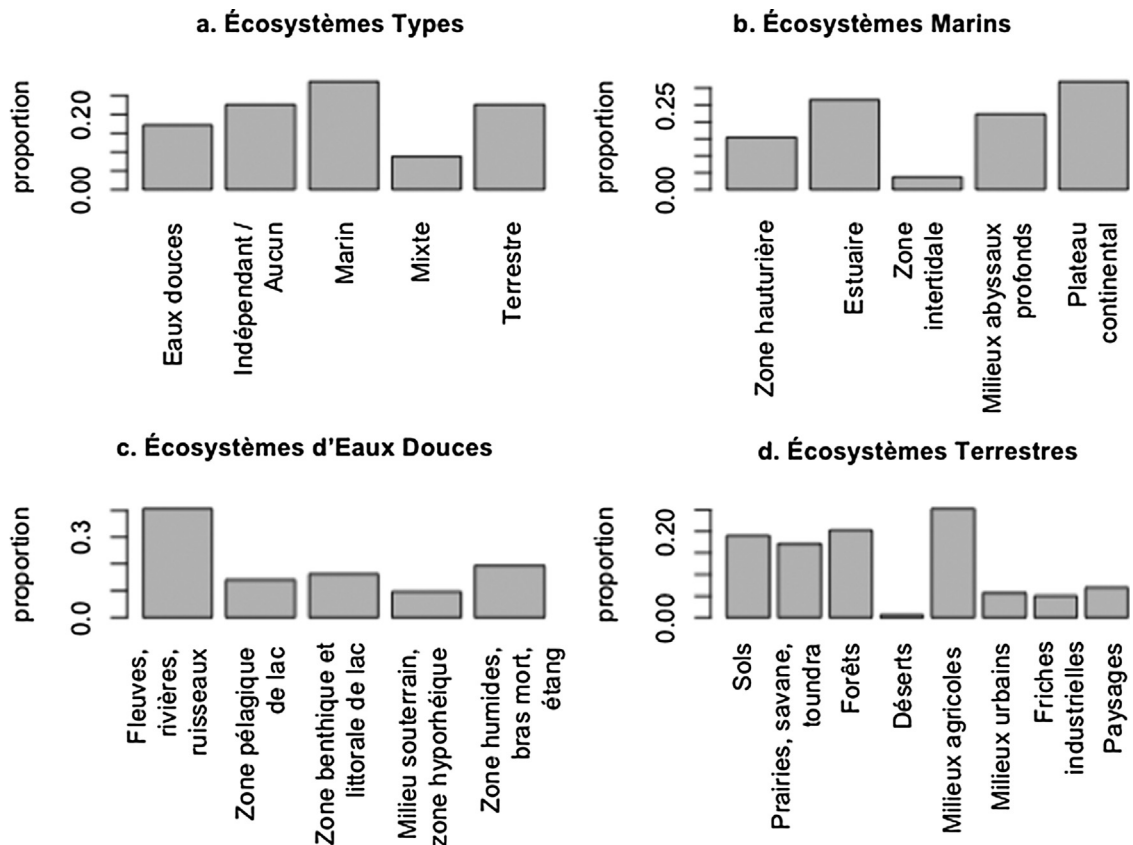 a. Écosystèmes Types
proportion
0.20
0.00
Eaux douces
Indépendant /
Aucun
Marin
Mixte
Terrestre
b. Écosystèmes Marins
proportion
0.25
0.00
Zone hauturière
Estuaire
Zone
intertidale
Milieux abyssaux
profonds
Plateau
continental
c. Écosystèmes d'Eaux Douces
proportion
0.3
0.0
Fleuves,
rivières,
ruisseaux
Zone pélagique
de lac
Zone benthique et
littorale de lac
Milieu souterrain,
zone hyporhéique
Zone humides,
bras mort,
étang
d. Écosystèmes Terrestres
proportion
0.20
0.00
Sols
Prairies, savane,
toundra
Forêts
Déserts
Milieux agricoles
Milieux urbains
Friches
industrielles
Paysages